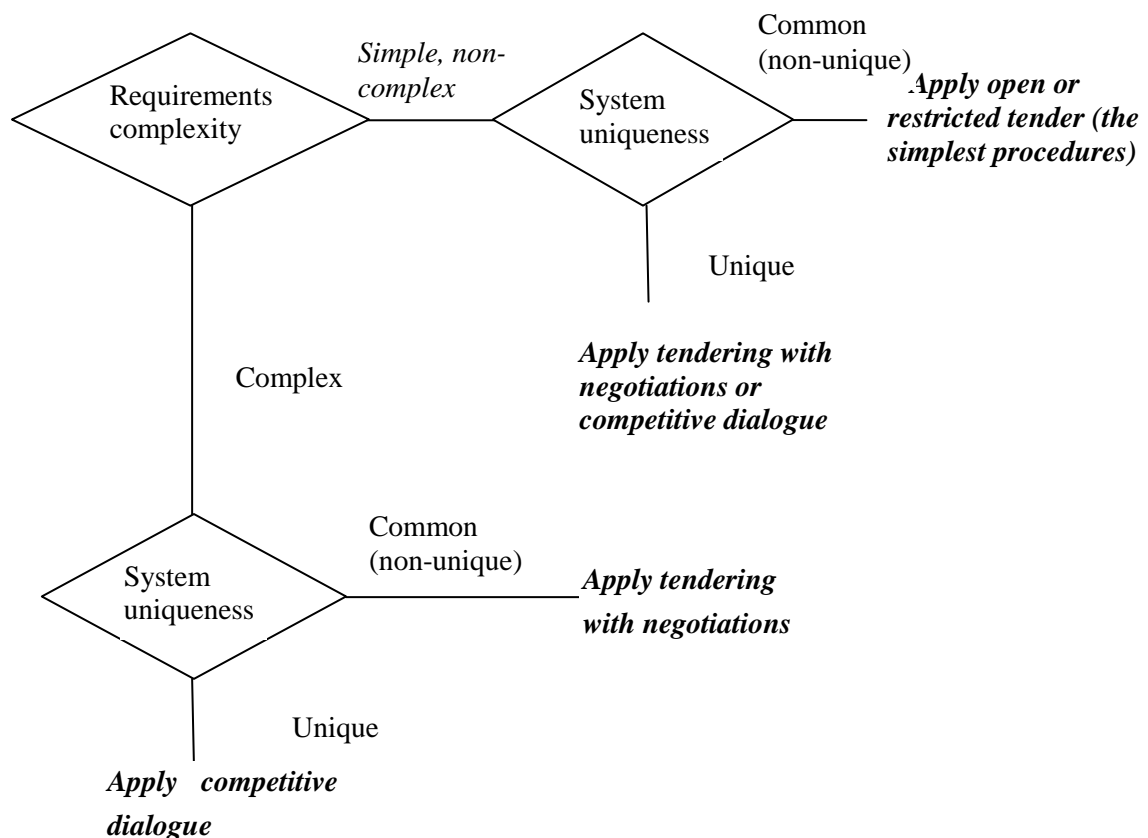 Common
(non-unique)
Simple, non-
complex
Requirements
complexity
System
uniqueness
Apply open or
restricted tender (the
simplest procedures)
Unique
Apply tendering with
negotiations or
competitive dialogue
Complex
Common
(non-unique)
System
uniqueness
Apply tendering
with negotiations
Unique
Apply competitive
dialogue